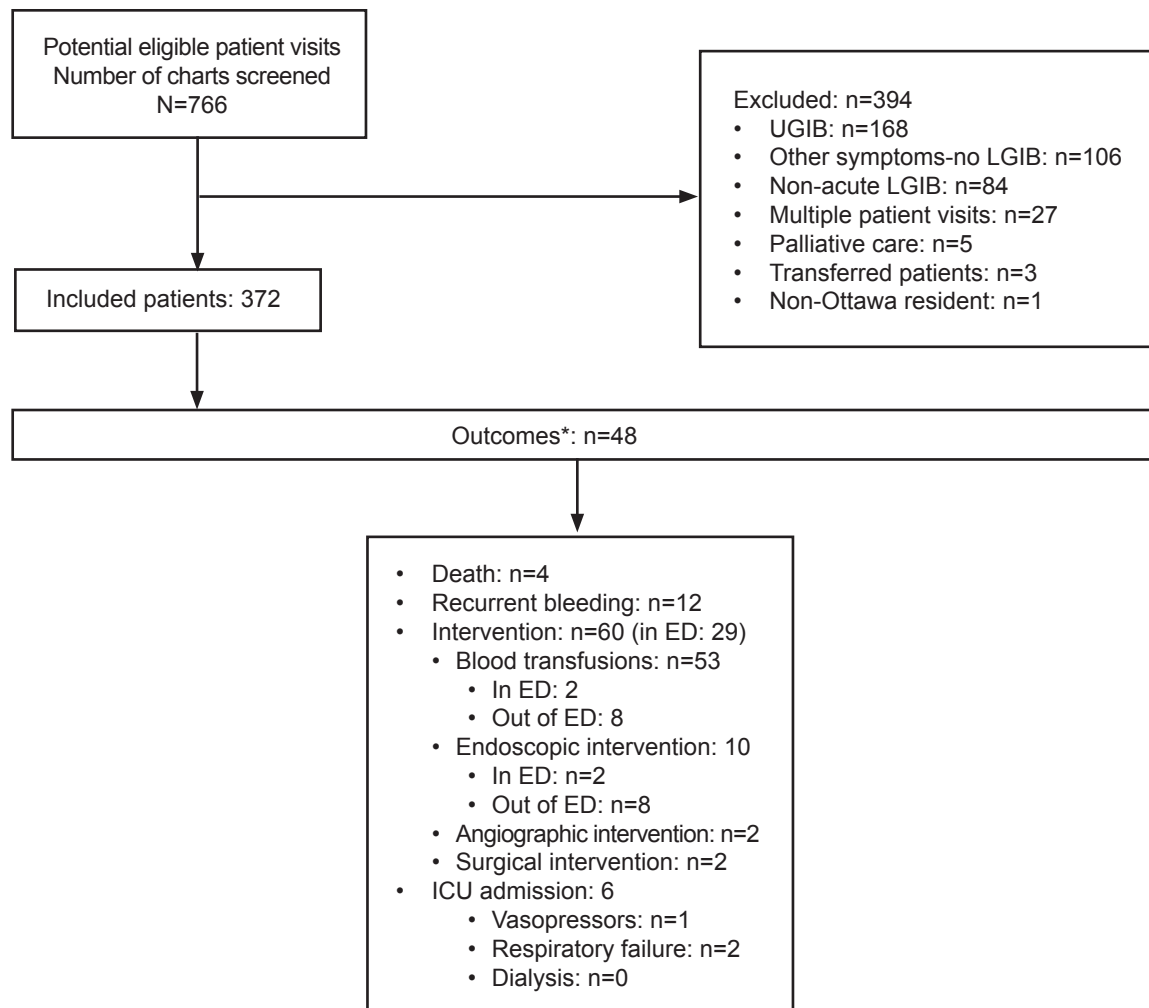 Potential eligible patient visits
Number of charts screened
N=766
Excluded: n=394
• UGIB: n=168
• Other symptoms-no LGIB: n=106
• Non-acute LGIB: n=84
• Multiple patient visits: n=27
• Palliative care: n=5
• Transferred patients: n=3
• Non-Ottawa resident: n=1
Included patients: 372
Outcomes*: n=48
• Death: n=4
• Recurrent bleeding: n=12
• Intervention: n=60 (in ED: 29)
• Blood transfusions: n=53
• In ED: 2
• Out of ED: 8
• Endoscopic intervention: 10
• In ED: n=2
• Out of ED: n=8
• Angiographic intervention: n=2
• Surgical intervention: n=2
• ICU admission: 6
• Vasopressors: n=1
• Respiratory failure: n=2
• Dialysis: n=0